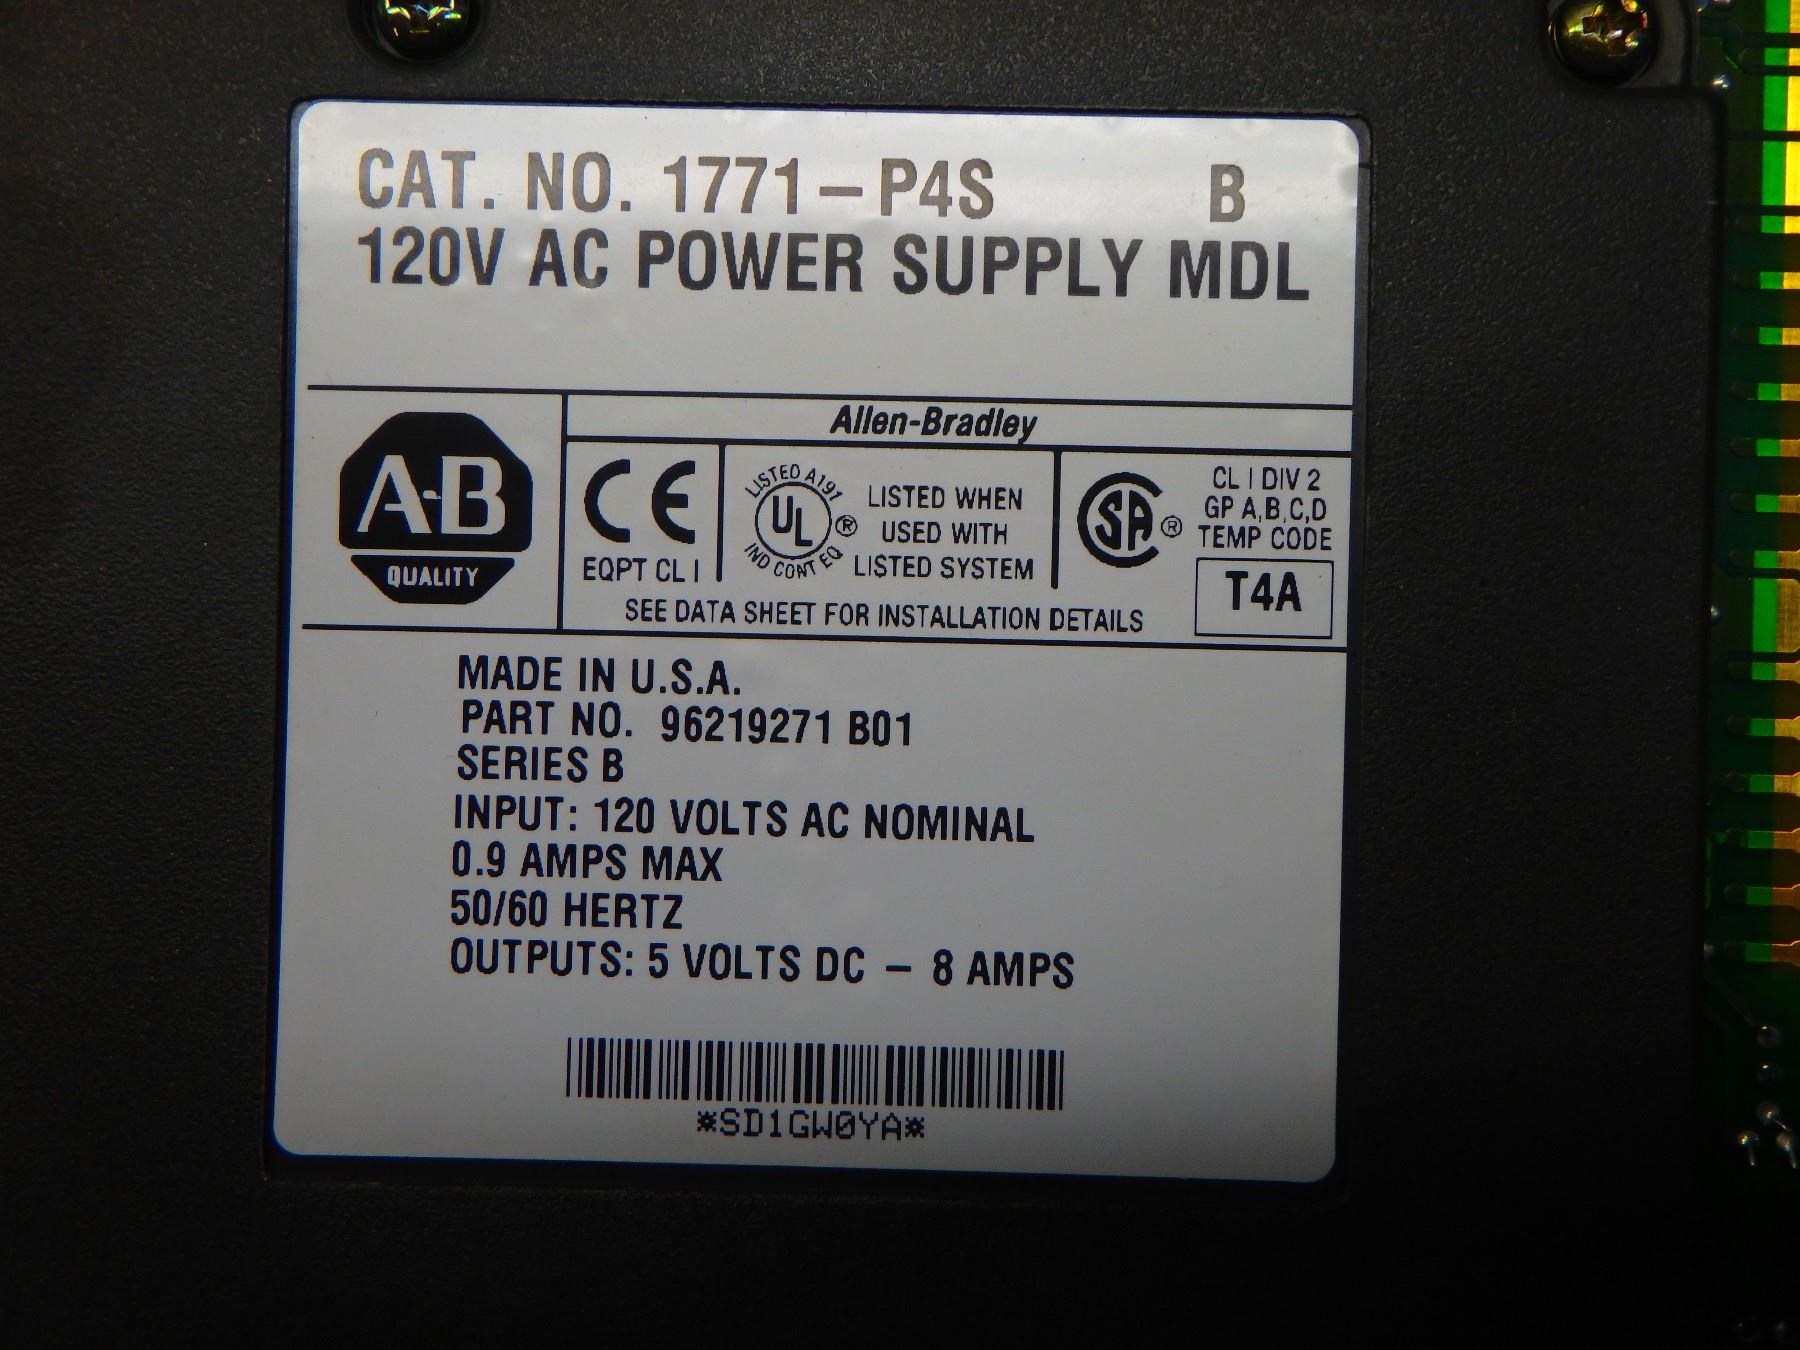 CAT. NO. 1771-P4S B
120V AC POWER SUPPLY MDL
Allen-Bradley
A-B
QUALITY
CE
EQPT CL I
LISTED A191
UL ®
IND CONT EQ
LISTED WHEN
USED WITH
LISTED SYSTEM
SA ®
CL I DIV 2
GP A,B,C,D
TEMP CODE
T4A
SEE DATA SHEET FOR INSTALLATION DETAILS
MADE IN U.S.A.
PART NO. 96219271 B01
SERIES B
INPUT: 120 VOLTS AC NOMINAL
0.9 AMPS MAX
50/60 HERTZ
OUTPUTS: 5 VOLTS DC - 8 AMPS
*SD1GW0YA*